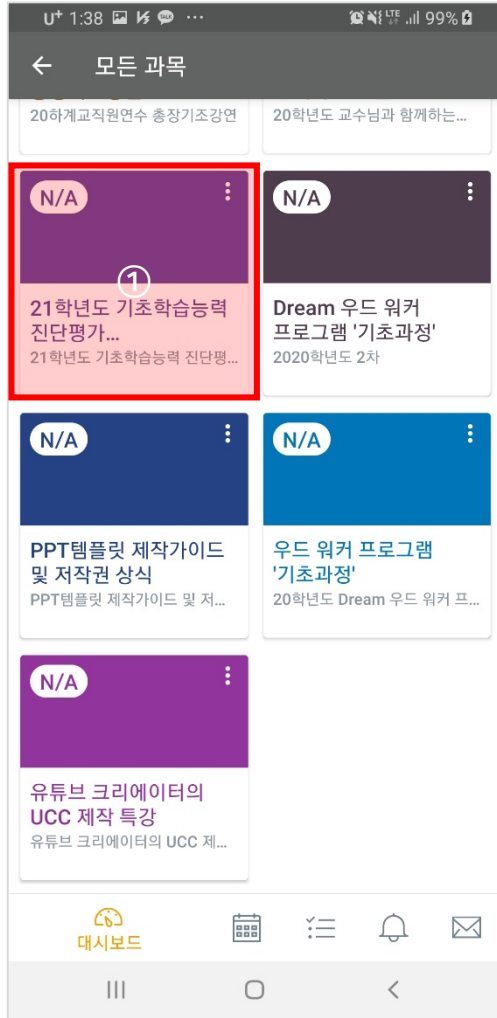 U+ 1:38 ··· LTE 99%
모든 과목
20하계교직원연수 총장기조강연
20학년도 교수님과 함께하는...
N/A
①
21학년도 기초학습능력
진단평가...
21학년도 기초학습능력 진단평...
N/A
Dream 우드 워커
프로그램 '기초과정'
2020학년도 2차
N/A
PPT템플릿 제작가이드
및 저작권 상식
PPT템플릿 제작가이드 및 저...
N/A
우드 워커 프로그램
'기초과정'
20학년도 Dream 우드 워커 프...
N/A
유튜브 크리에이터의
UCC 제작 특강
유튜브 크리에이터의 UCC 제...
대시보드